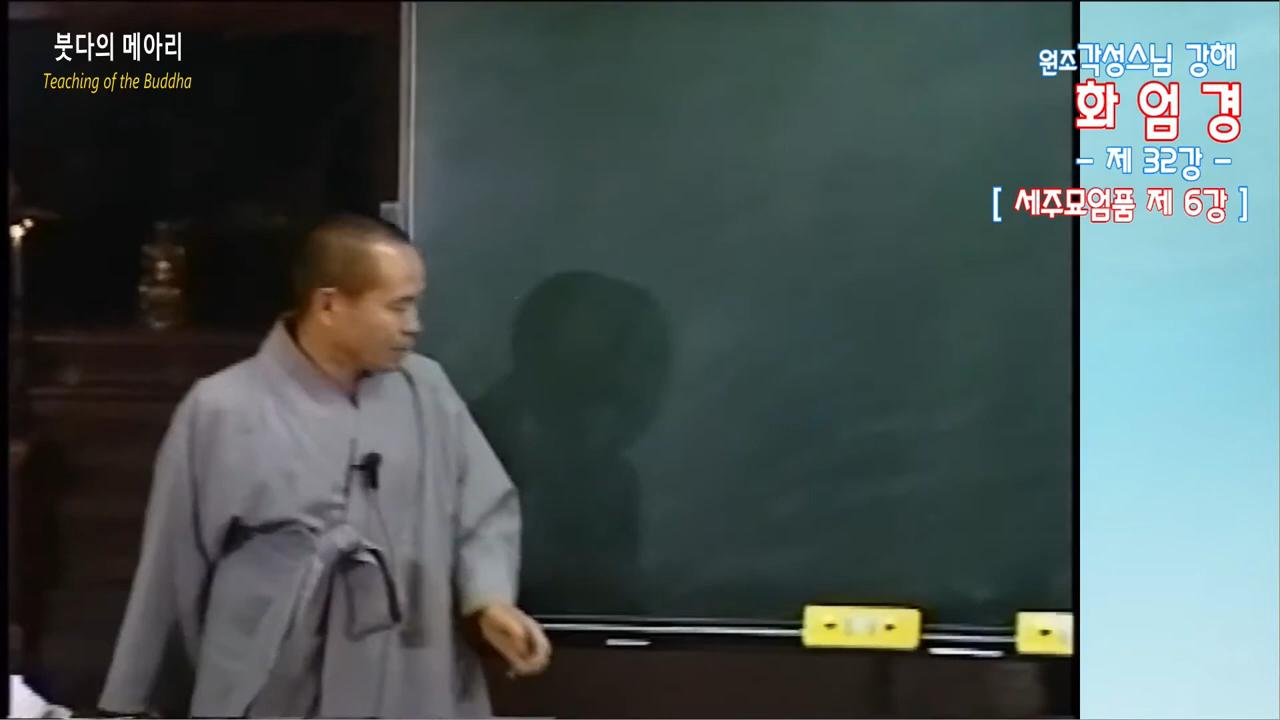 붓다의 메아리
Teaching of the Buddha
원조각성스님 강해
화엄경
- 제 32강 -
[ 세주묘엄품 제 6강 ]